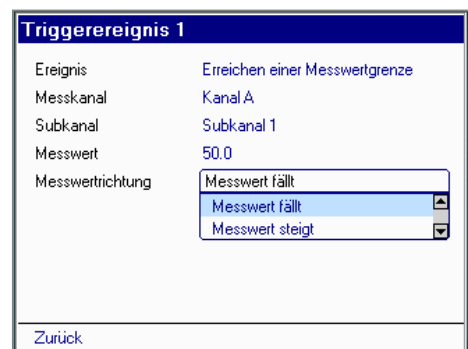 Triggerereignis 1
Ereignis Erreichen einer Messwertgrenze
Messkanal Kanal A
Subkanal Subkanal 1
Messwert 50.0
Messwertrichtung Messwert fällt
Messwert fällt
Messwert steigt
Zurück